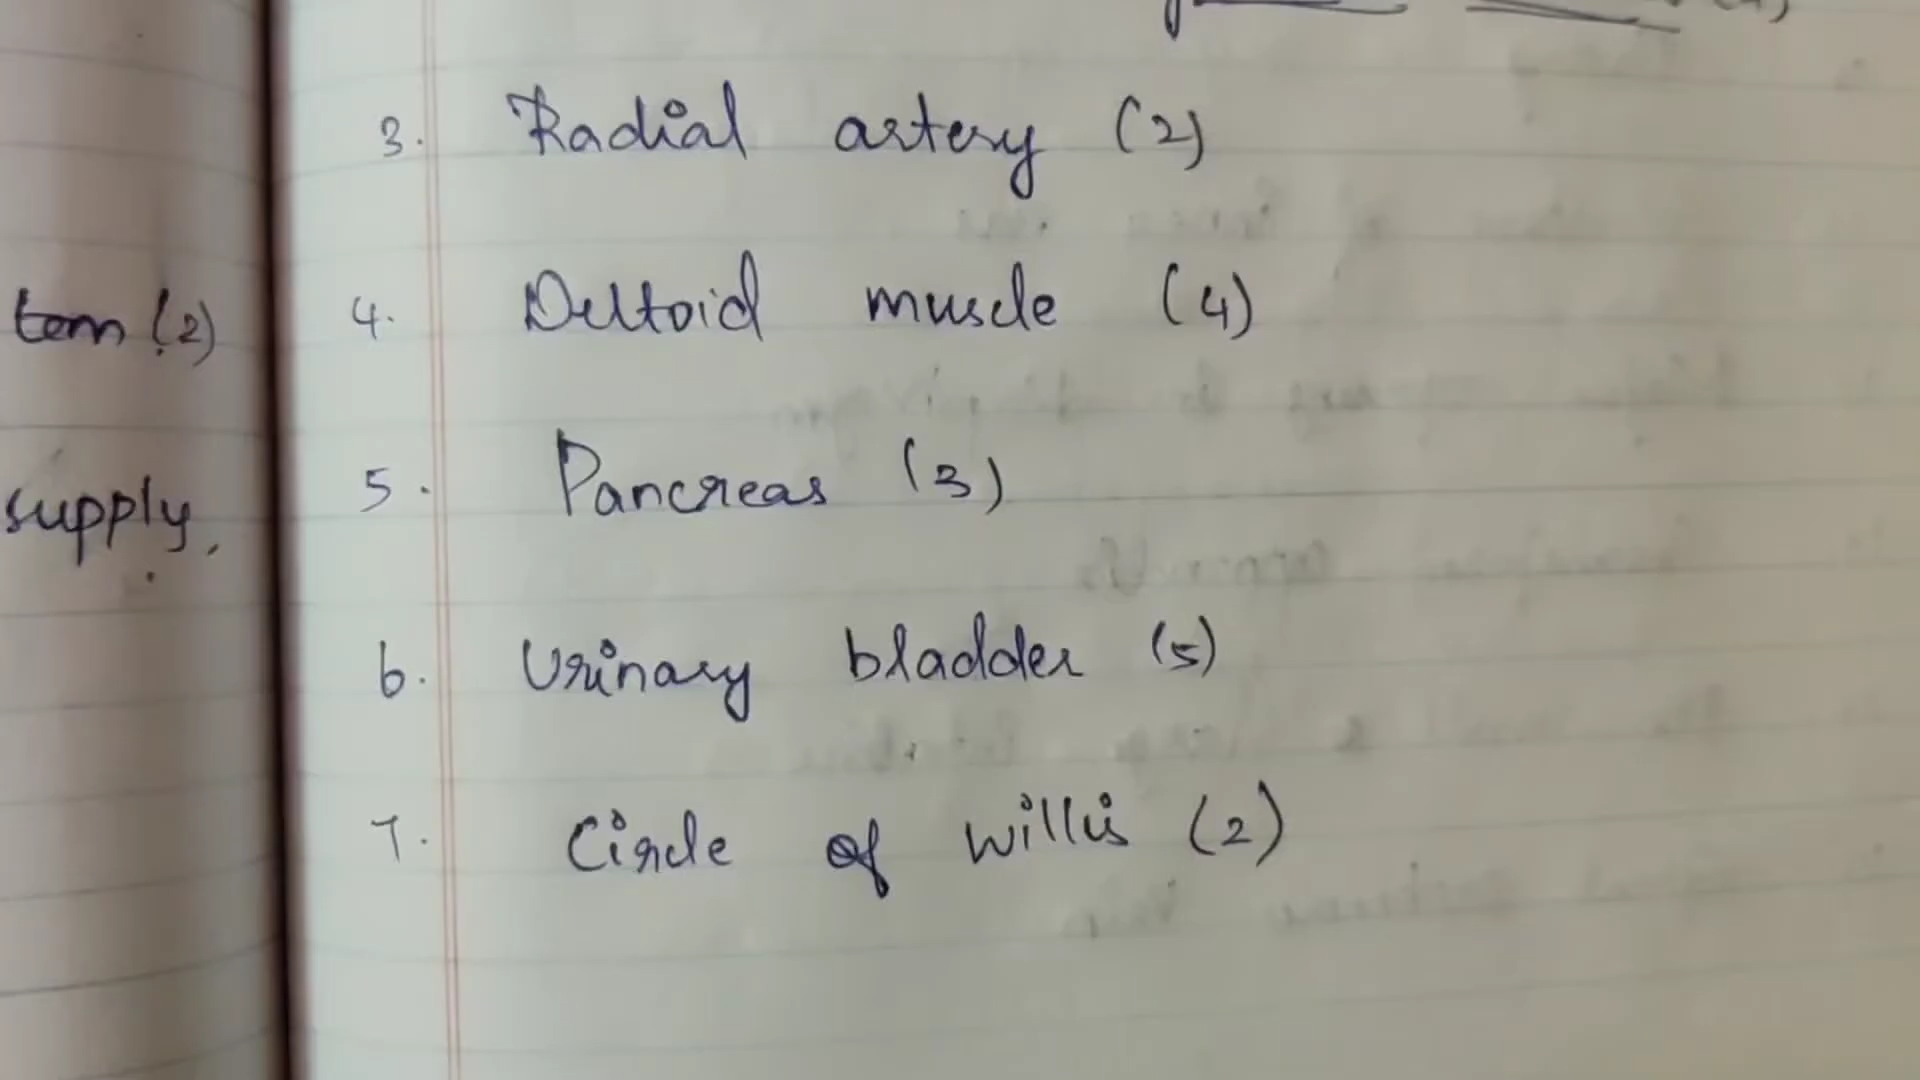 3. Radial artery (2)
tem (2)
4. Deltoid muscle (4)
5. Pancreas (3)
supply.
6. Urinary bladder (5)
7. Circle of willis (2)